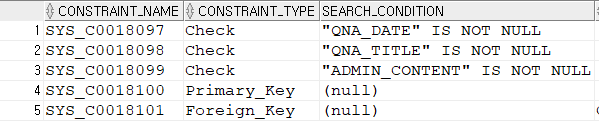 CONSTRAINT_NAME CONSTRAINT_TYPE SEARCH_CONDITION
1 SYS_C0018097 Check "QNA_DATE" IS NOT NULL
2 SYS_C0018098 Check "QNA_TITLE" IS NOT NULL
3 SYS_C0018099 Check "ADMIN_CONTENT" IS NOT NULL
4 SYS_C0018100 Primary_Key (null)
5 SYS_C0018101 Foreign_Key (null)